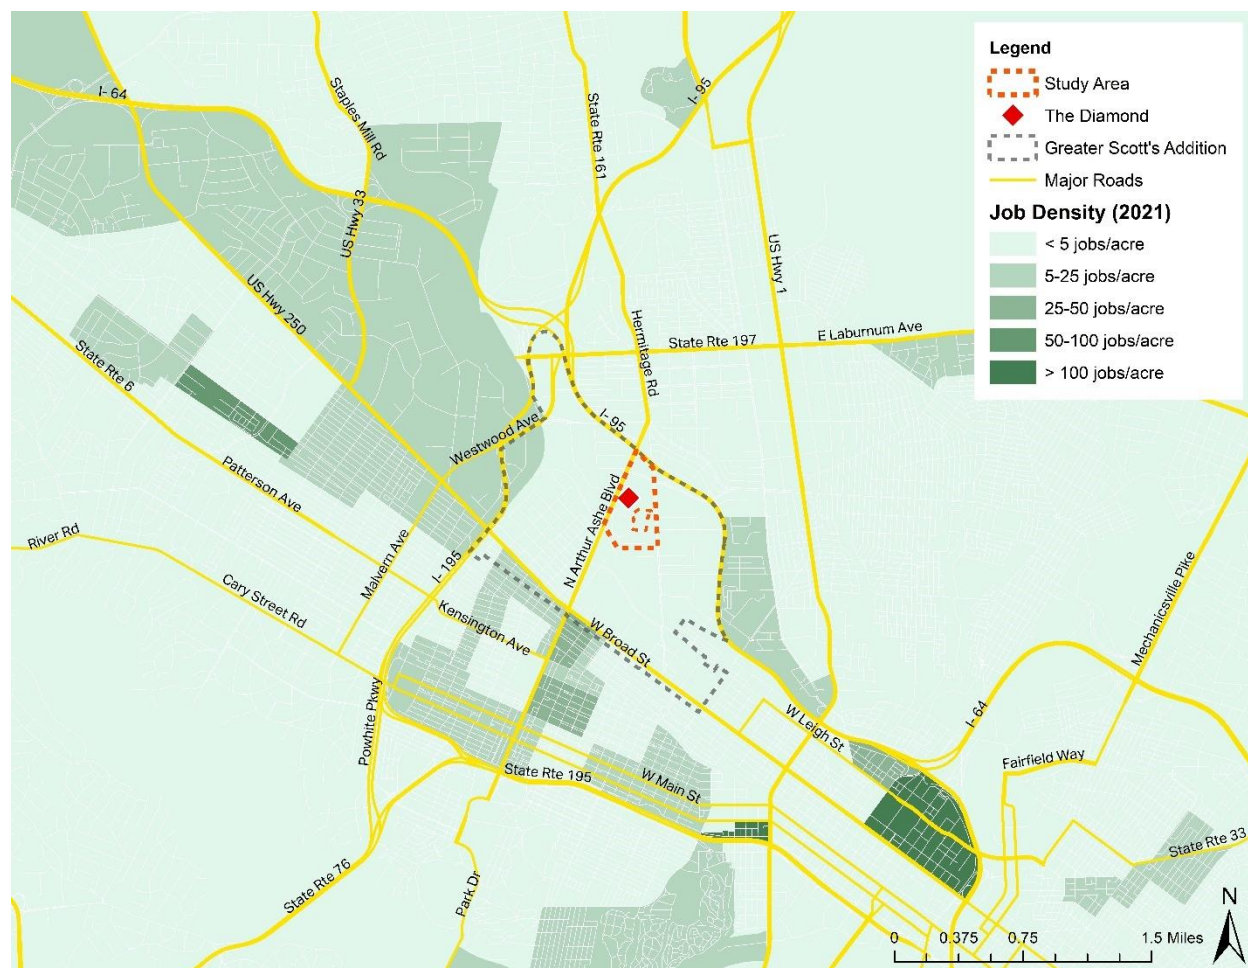 Legend
Study Area
The Diamond
Greater Scott's Addition
Major Roads
Job Density (2021)
< 5 jobs/acre
5-25 jobs/acre
25-50 jobs/acre
50-100 jobs/acre
> 100 jobs/acre
I- 64
Staples Mill Rd
State Rte 161
I- 95
US Hwy 33
US Hwy 1
US Hwy 250
State Rte 6
Hermitage Rd
State Rte 197
E Laburnum Ave
I- 95
Westwood Ave
Patterson Ave
N Arthur Ashe Blvd
River Rd
Malvern Ave
I- 195
Cary Street Rd
Kensington Ave
W Broad St
Mechanicsville Pike
Powhite Pkwy
W Leigh St
I- 64
Fairfield Way
State Rte 195
W Main St
State Rte 33
State Rte 76
Park Dr
N
0 0.375 0.75 1.5 Miles